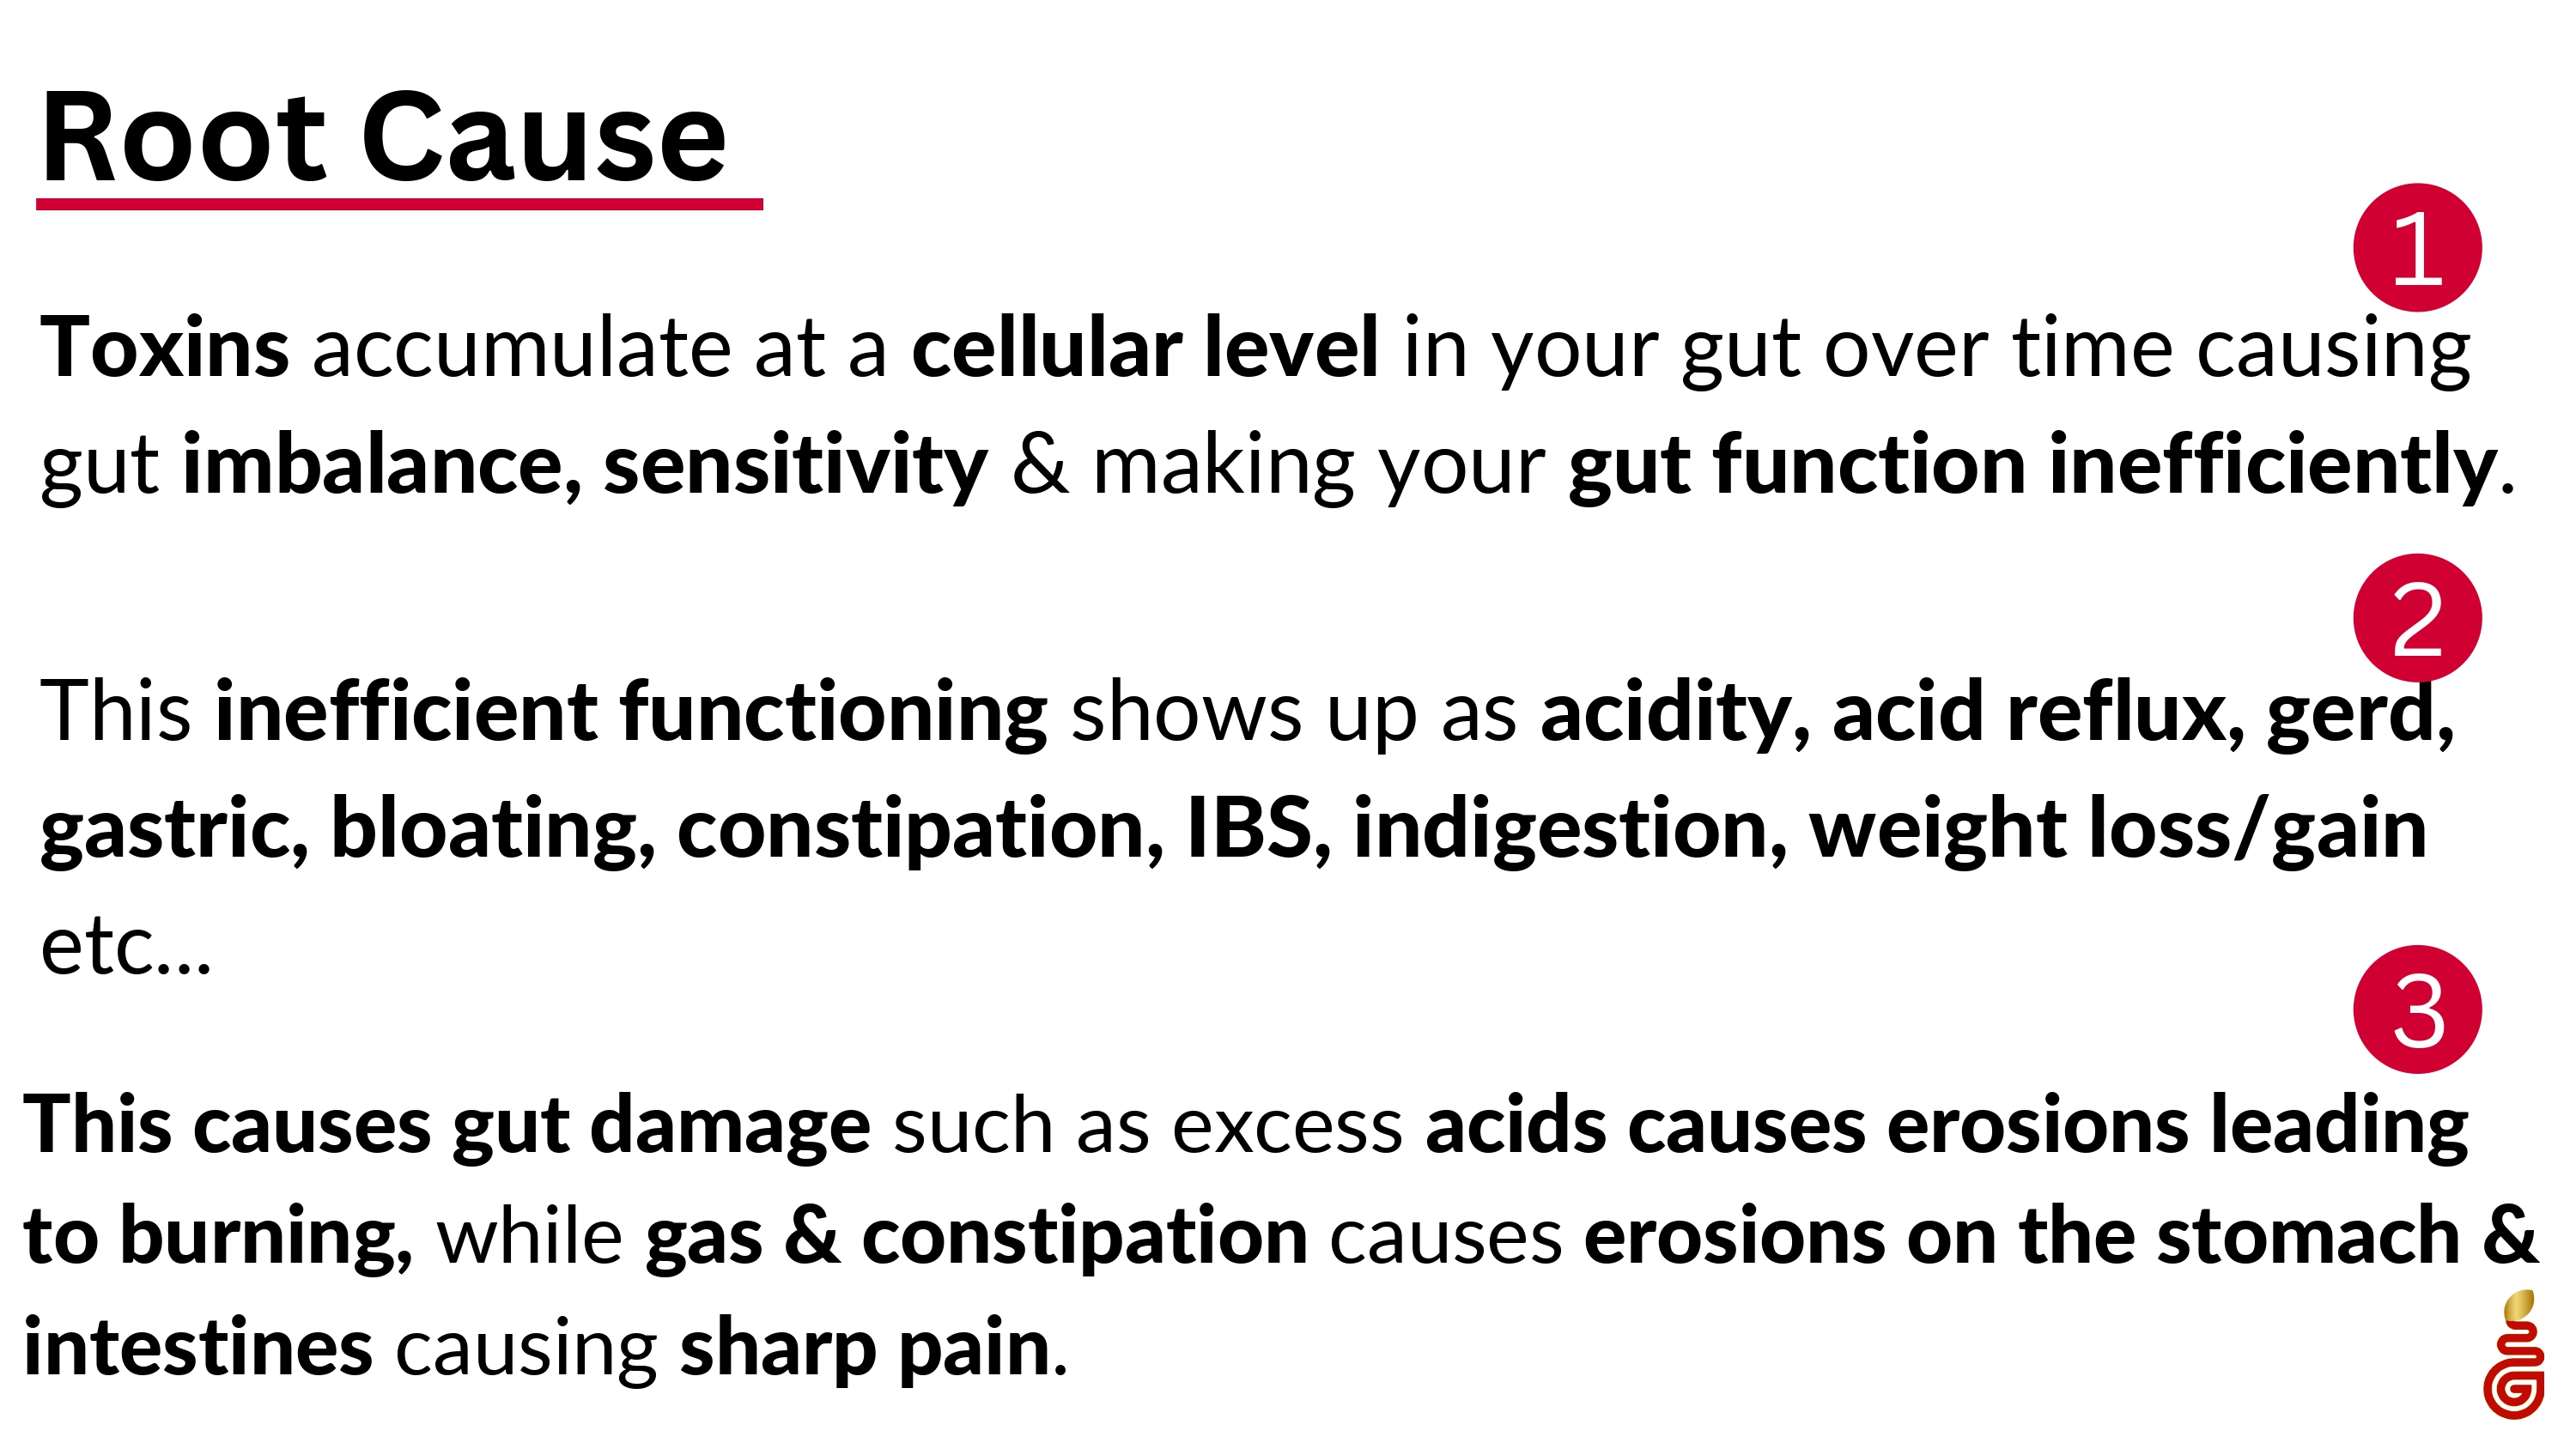 Root Cause
1
Toxins accumulate at a cellular level in your gut over time causing
gut imbalance, sensitivity & making your gut function inefficiently.
2
This inefficient functioning shows up as acidity, acid reflux, gerd,
gastric, bloating, constipation, IBS, indigestion, weight loss/gain
etc...
3
This causes gut damage such as excess acids causes erosions leading
to burning, while gas & constipation causes erosions on the stomach &
intestines causing sharp pain.
G